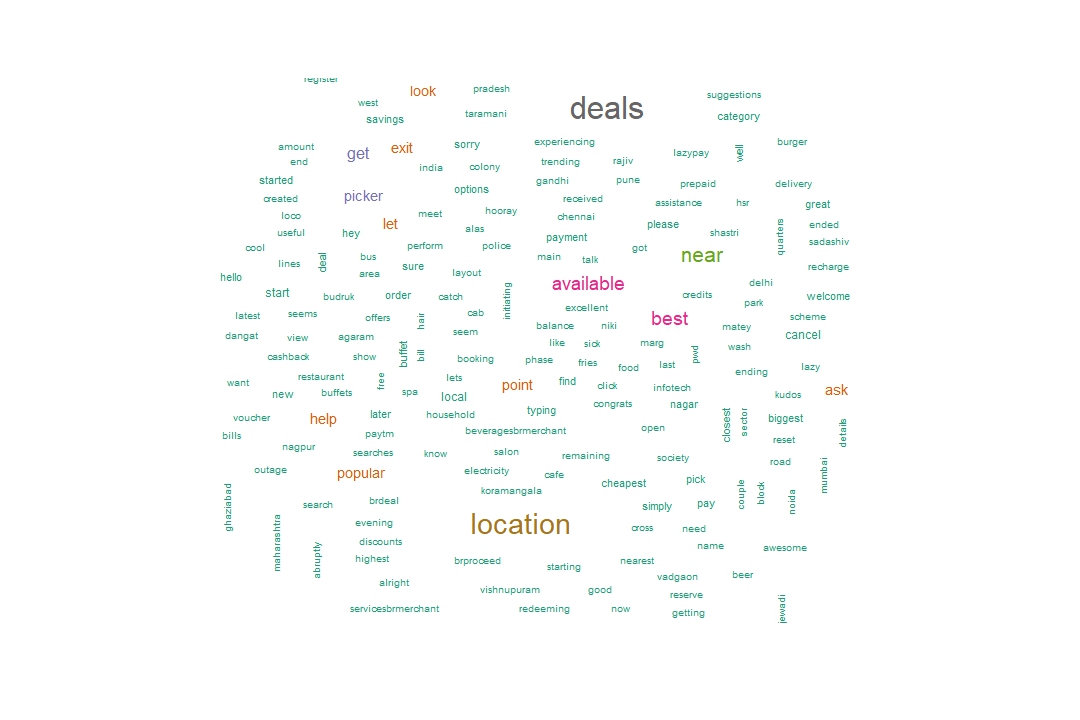 register
look
pradesh
west
savings
taramani
deals
suggestions
category
amount
end
get
exit
sorry
experiencing
lazypay
well
burger
india
colony
trending
rajiv
started
created
picker
options
gandhi
pune
prepaid
delivery
received
assistance
hsr
great
loco
let
meet
hooray
chennai
useful
hey
alas
please
shastri
quarters
ended
sadashiv
cool
deal
bus
perform
police
payment
got
near
main
talk
lines
area
sure
layout
recharge
hello
available
delhi
start
budruk
order
catch
initiating
credits
park
welcome
excellent
latest
seems
offers
hair
cab
best
scheme
balance
niki
matey
cancel
dangat
view
agaram
seem
like
sick
marg
wash
cashback
show
buffet
bill
booking
phase
fries
food
last
pwd
ending
lazy
want
restaurant
free
lets
point
find
click
infotech
ask
new
buffets
spa
local
kudos
voucher
help
later
household
typing
congrats
nagar
closest
sector
biggest
details
bills
paytm
beveragesbrmerchant
open
reset
nagpur
searches
know
salon
remaining
society
road
outage
popular
electricity
cafe
cheapest
pick
mumbai
koramangala
couple
block
noida
ghaziabad
search
brdeal
simply
pay
maharashtra
evening
location
cross
need
abruptly
discounts
name
awesome
highest
brproceed
starting
nearest
alright
vishnupuram
good
vadgaon
beer
reserve
servicesbrmerchant
redeeming
now
getting
jewadi